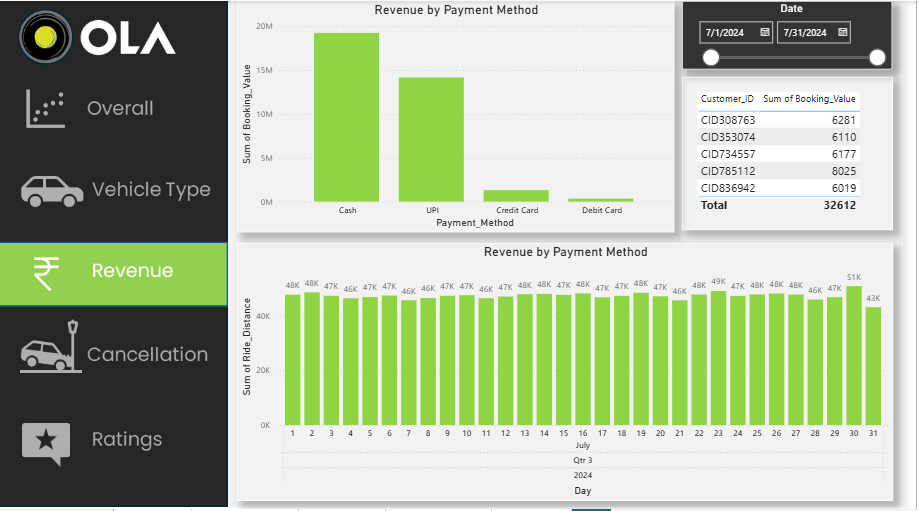 OLA
Overall
Vehicle Type
Revenue
Cancellation
Ratings
Revenue by Payment Method
Sum of Booking_Value
20M
15M
10M
5M
0M
Cash UPI Credit Card Debit Card
Payment_Method
Date
7/1/2024 7/31/2024
Customer_ID Sum of Booking_Value
CID308763 6281
CID353074 6110
CID734557 6177
CID785112 8025
CID836942 6019
Total 32612
Revenue by Payment Method
Sum of Ride_Distance
40K
20K
0K
48K 48K 47K 46K 47K 47K 46K 46K 47K 47K 46K 47K 48K 48K 47K 48K 47K 47K 48K 47K 46K 48K 49K 47K 48K 48K 48K 46K 47K 51K 43K
1 2 3 4 5 6 7 8 9 10 11 12 13 14 15 16 17 18 19 20 21 22 23 24 25 26 27 28 29 30 31
July
Qtr 3
2024
Day